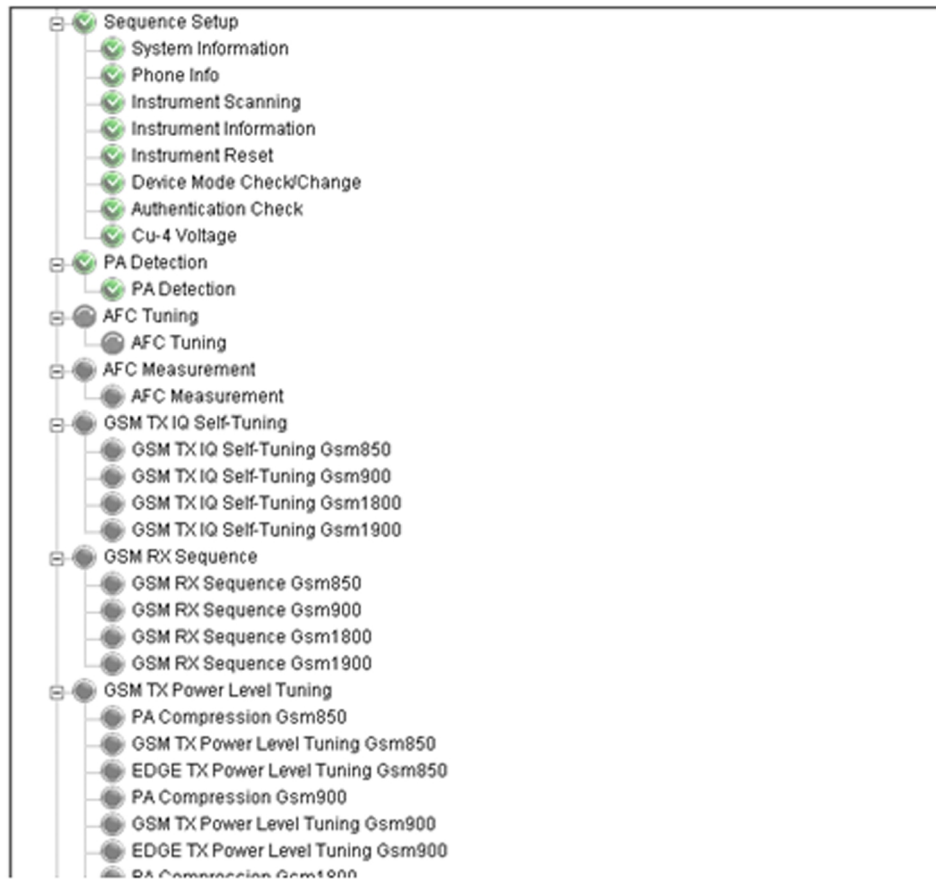 Sequence Setup
System Information
Phone Info
Instrument Scanning
Instrument Information
Instrument Reset
Device Mode Check/Change
Authentication Check
Cu-4 Voltage
PA Detection
PA Detection
AFC Tuning
AFC Tuning
AFC Measurement
AFC Measurement
GSM TX IQ Self-Tuning
GSM TX IQ Self-Tuning Gsm850
GSM TX IQ Self-Tuning Gsm900
GSM TX IQ Self-Tuning Gsm1800
GSM TX IQ Self-Tuning Gsm1900
GSM RX Sequence
GSM RX Sequence Gsm850
GSM RX Sequence Gsm900
GSM RX Sequence Gsm1800
GSM RX Sequence Gsm1900
GSM TX Power Level Tuning
PA Compression Gsm850
GSM TX Power Level Tuning Gsm850
EDGE TX Power Level Tuning Gsm850
PA Compression Gsm900
GSM TX Power Level Tuning Gsm900
EDGE TX Power Level Tuning Gsm900
PA Compression Gsm1800